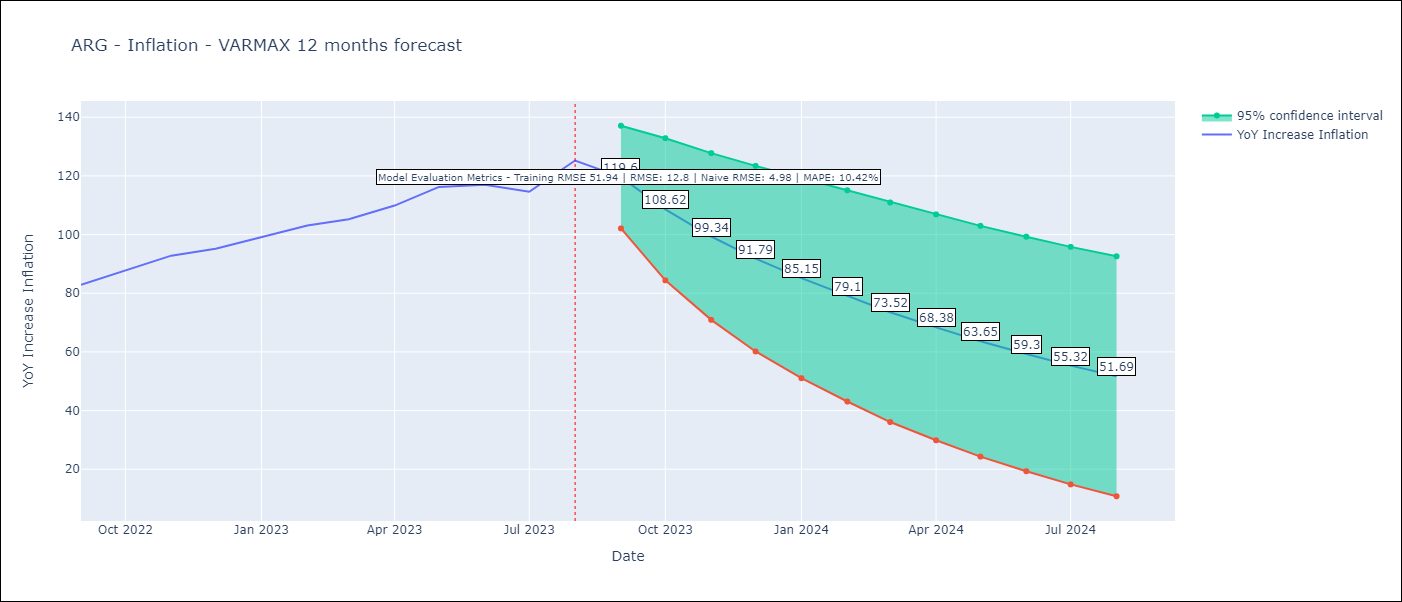 ARG - Inflation - VARMAX 12 months forecast
95% confidence interval
YoY Increase Inflation
YoY Increase Inflation
140
120
100
80
60
40
20
119.6
Model Evaluation Metrics - Training RMSE 51.94 | RMSE: 12.8 | Naive RMSE: 4.98 | MAPE: 10.42%
108.62
99.34
91.79
85.15
79.1
73.52
68.38
63.65
59.3
55.32
51.69
Oct 2022
Jan 2023
Apr 2023
Jul 2023
Oct 2023
Jan 2024
Apr 2024
Jul 2024
Date